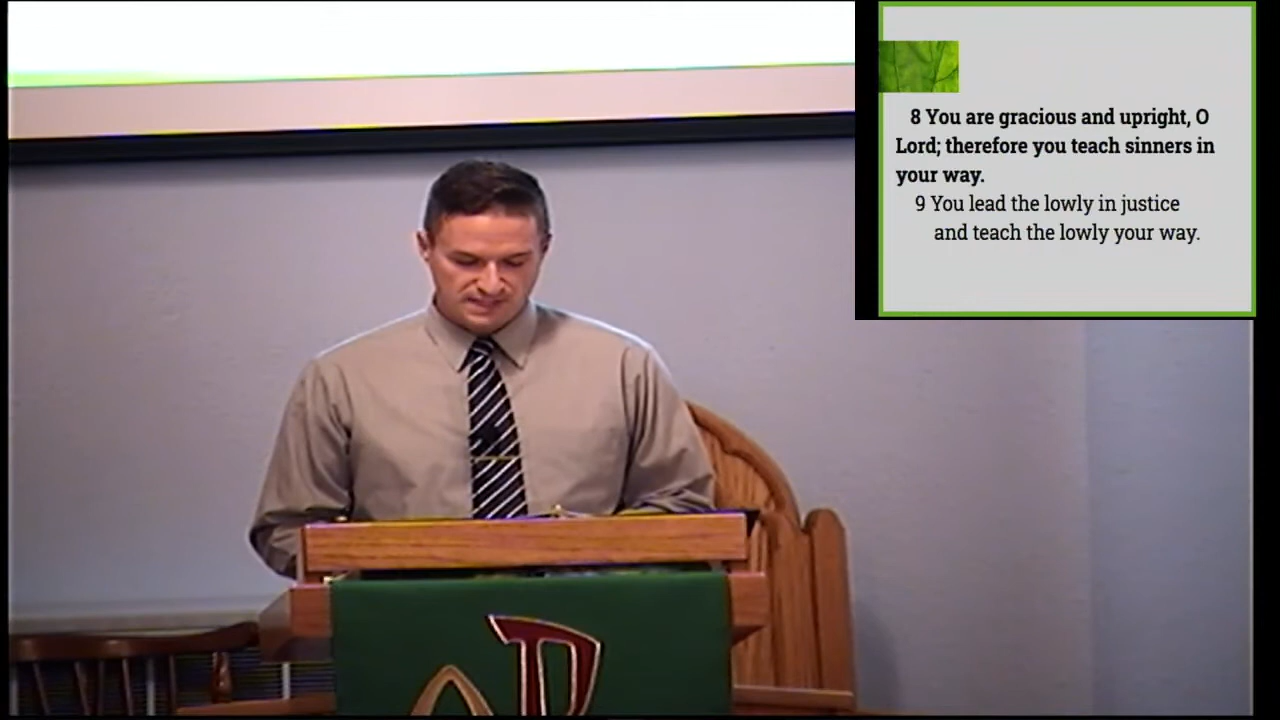 8 You are gracious and upright, O
Lord; therefore you teach sinners in
your way.
9 You lead the lowly in justice
and teach the lowly your way.